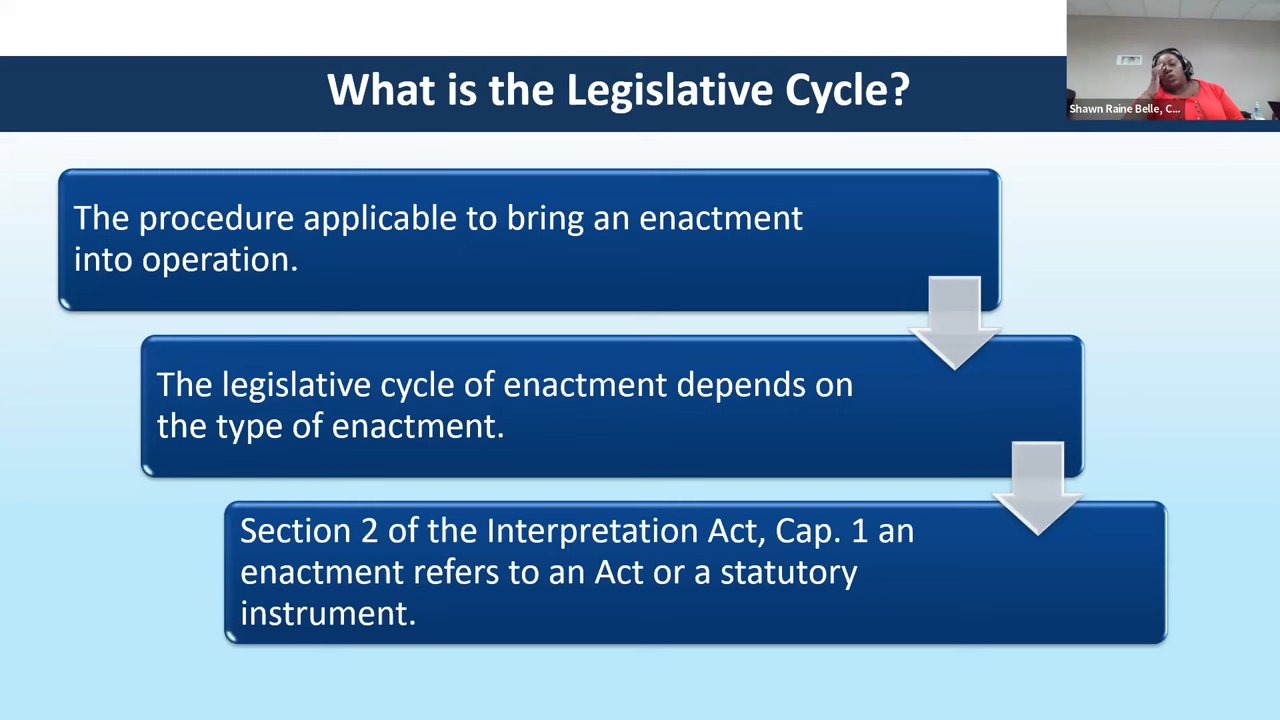 What is the Legislative Cycle?
Shawn Raine Belle, C...
The procedure applicable to bring an enactment
into operation.
The legislative cycle of enactment depends on
the type of enactment.
Section 2 of the Interpretation Act, Cap. 1 an
enactment refers to an Act or a statutory
instrument.